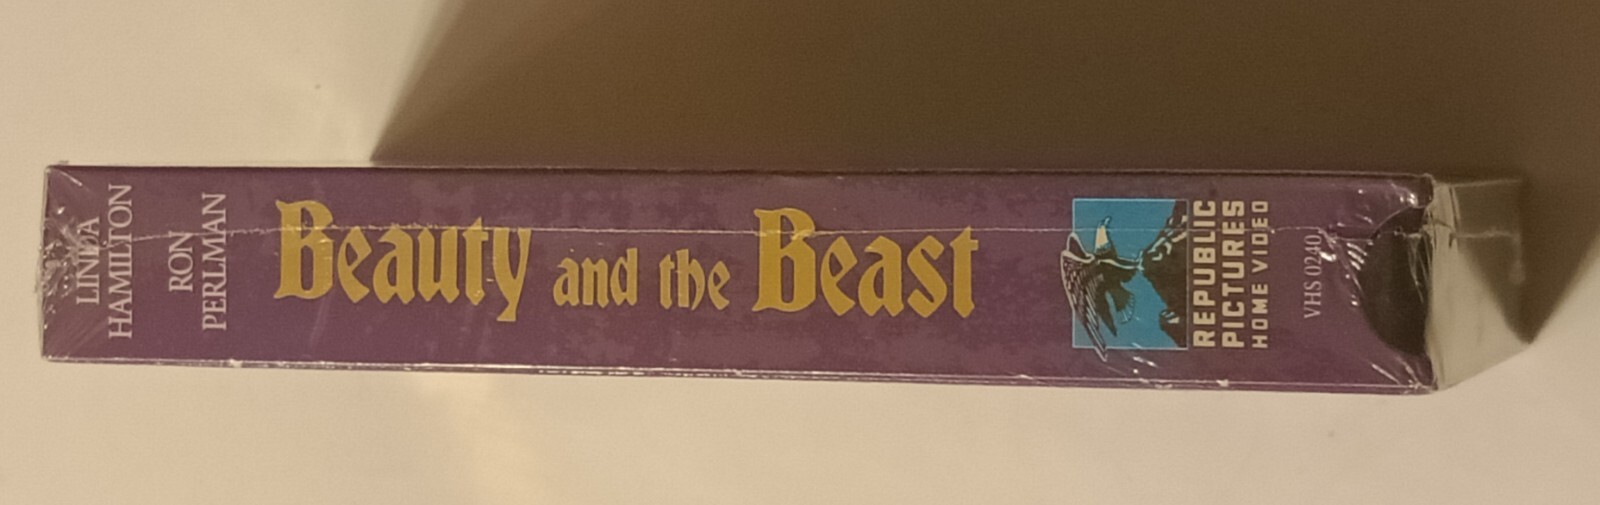 LINDA
HAMILTON
RON
PERLMAN
Beauty and the Beast
REPUBLIC
PICTURES
HOME VIDEO
VHS 0240